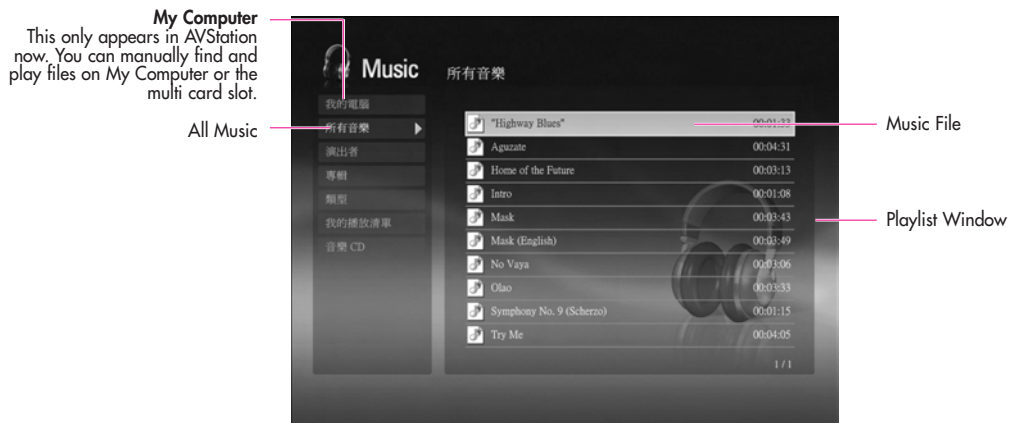 My Computer
This only appears in AVStation
now. You can manually find and
play files on My Computer or the
multi card slot.
All Music
Music
所有音樂
我的電腦
所有音樂
演出者
專輯
類型
我的播放清單
音樂 CD
"Highway Blues" 00:01:33
Aguzate 00:04:31
Home of the Future 00:03:13
Intro 00:01:08
Mask 00:03:43
Mask (English) 00:03:49
No Vaya 00:03:06
Olao 00:03:33
Symphony No. 9 (Scherzo) 00:01:15
Try Me 00:04:05
1 / 1
Music File
Playlist Window